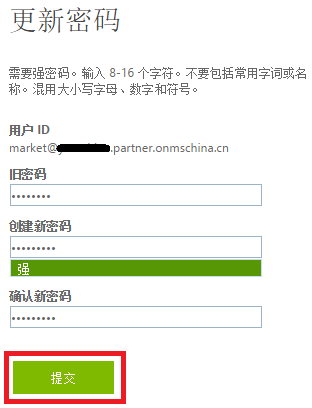 更新密码
需要强密码。输入 8-16 个字符。不要包括常用字词或名
称。混用大小写字母、数字和符号。
用户 ID
market@ .partner.onmschina.cn
旧密码
••••••••
创建新密码
•••••••••
强
确认新密码
•••••••••
提交